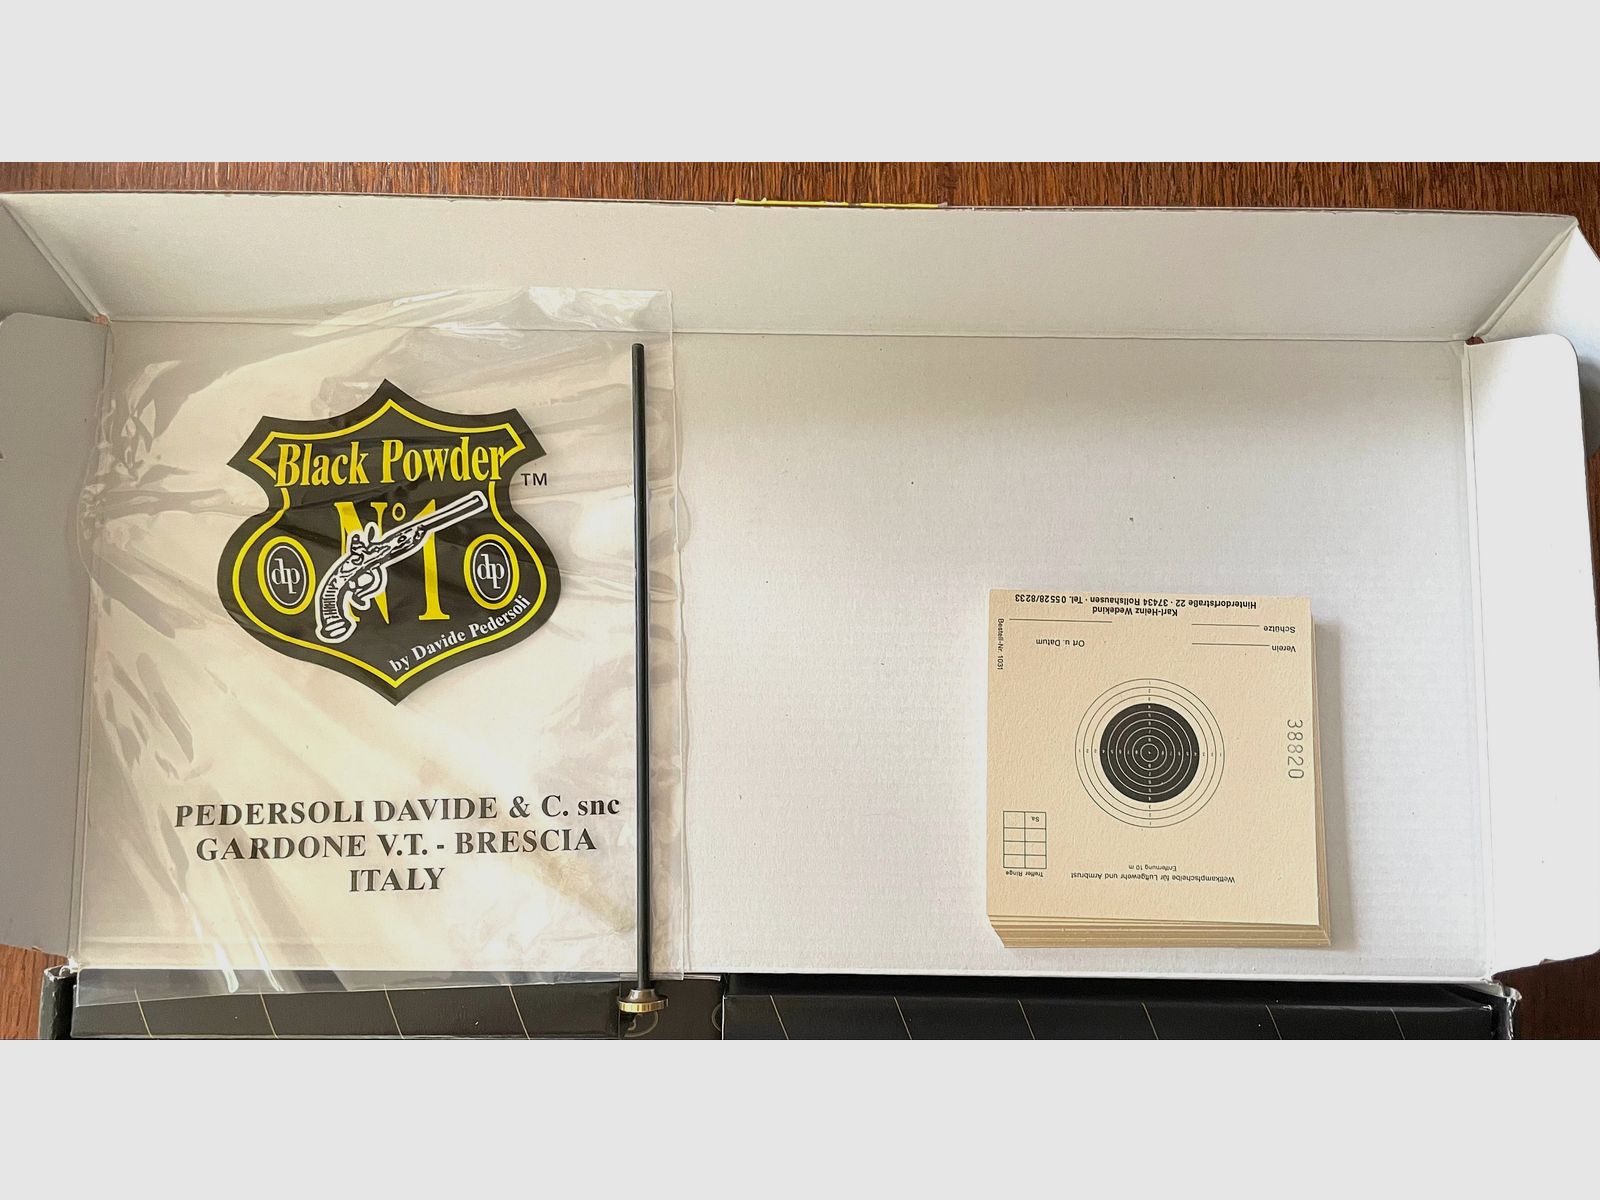 Black Powder
TM
N°1
dp
dp
by Davide Pedersoli
PEDERSOLI DAVIDE & C. snc
GARDONE V.T. - BRESCIA
ITALY
Wettkampfscheibe für Luftgewehr und Armbrust
Entfernung 10 m
Treffer Ringe
Sa.
38820
Verein
Ort u. Datum
Schütze
Bestell-Nr. 1031
Karl-Heinz Wedekind
Hinterdorfstraße 22 · 37434 Rollshausen · Tel. 05528/8233